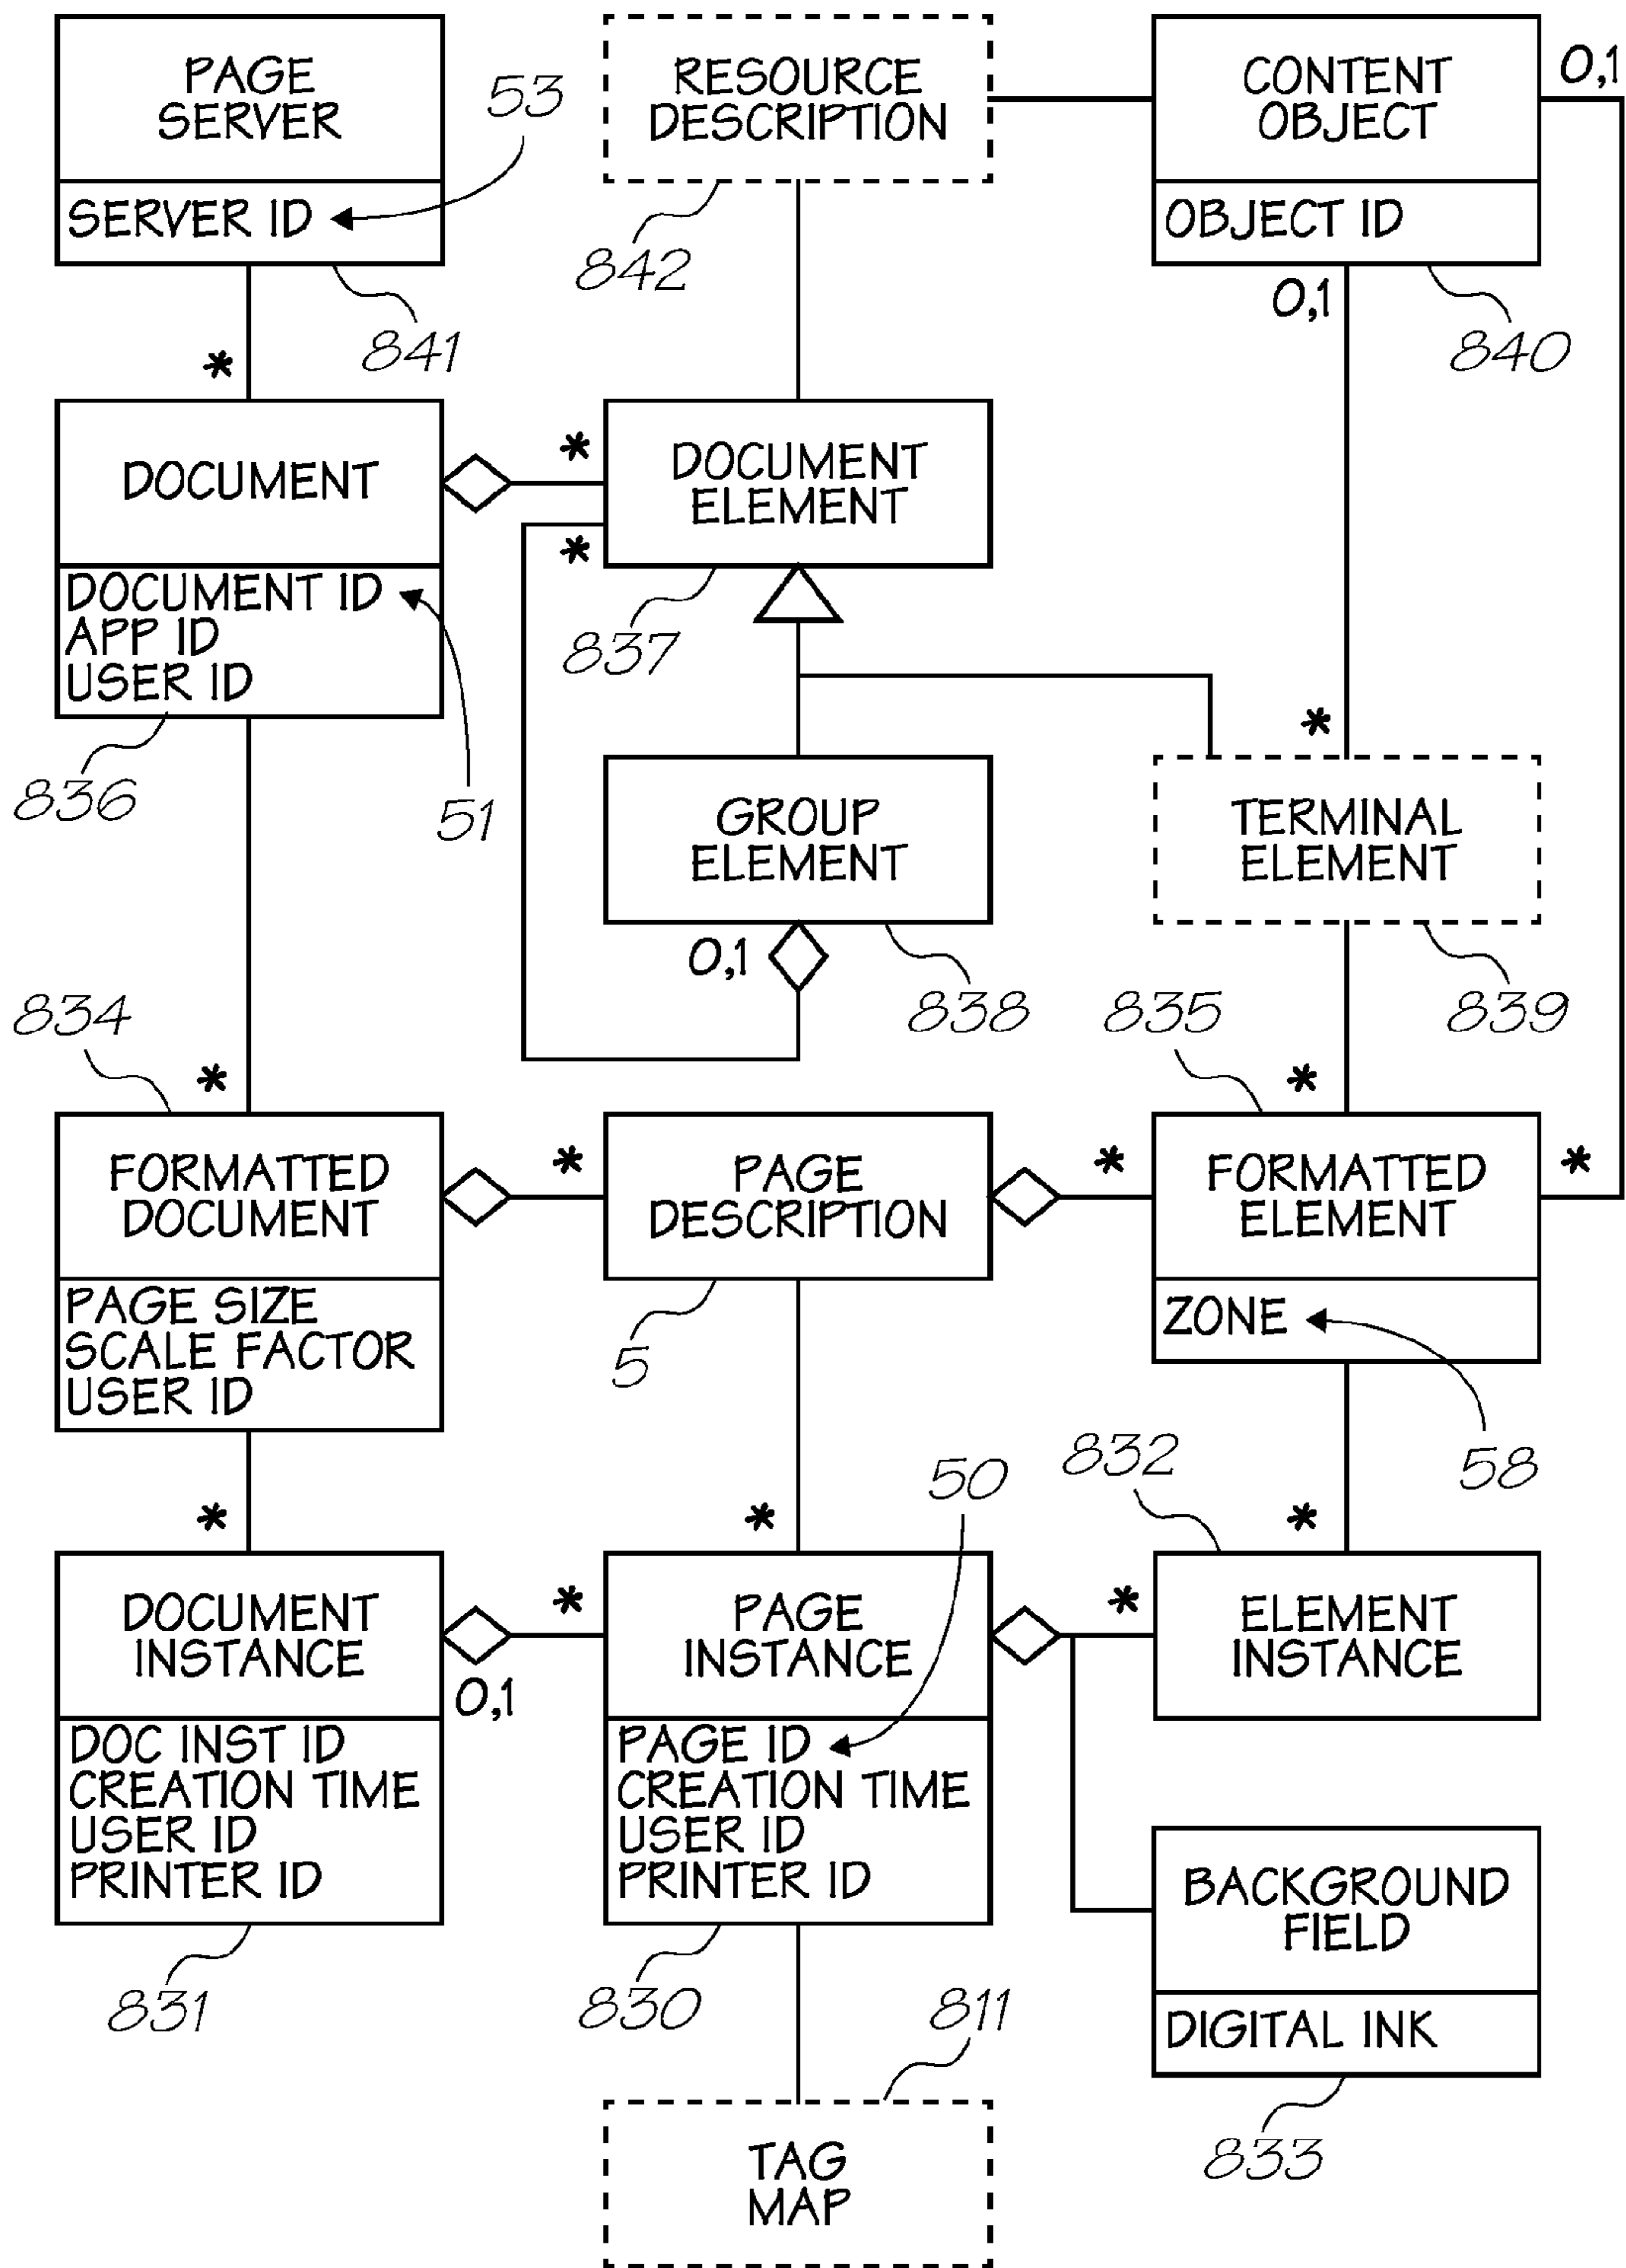 PAGE
SERVER
SERVER ID
53
841
RESOURCE
DESCRIPTION
842
CONTENT
OBJECT
OBJECT ID
0,1
0,1
840
*
DOCUMENT
DOCUMENT ID
APP ID
USER ID
836
51
*
*
DOCUMENT
ELEMENT
837
GROUP
ELEMENT
0,1
838
*
TERMINAL
ELEMENT
839
834
*
FORMATTED
DOCUMENT
PAGE SIZE
SCALE FACTOR
USER ID
*
PAGE
DESCRIPTION
5
835
*
*
FORMATTED
ELEMENT
*
ZONE
58
*
DOCUMENT
INSTANCE
0,1
DOC INST ID
CREATION TIME
USER ID
PRINTER ID
831
*
*
50
PAGE
INSTANCE
PAGE ID
CREATION TIME
USER ID
PRINTER ID
830
832
*
*
ELEMENT
INSTANCE
BACKGROUND
FIELD
DIGITAL INK
833
811
TAG
MAP